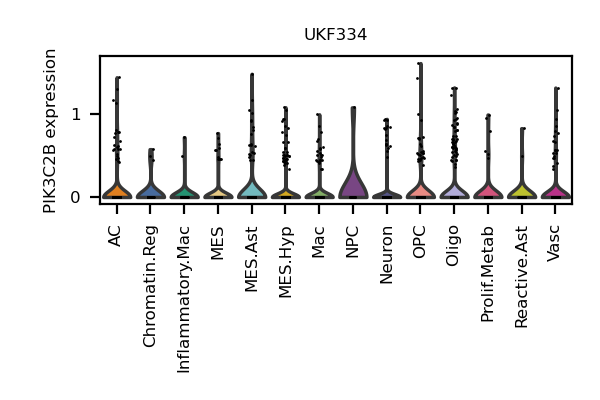 UKF334
PIK3C2B expression
1
0
AC
Chromatin.Reg
Inflammatory.Mac
MES
MES.Ast
MES.Hyp
Mac
NPC
Neuron
OPC
Oligo
Prolif.Metab
Reactive.Ast
Vasc